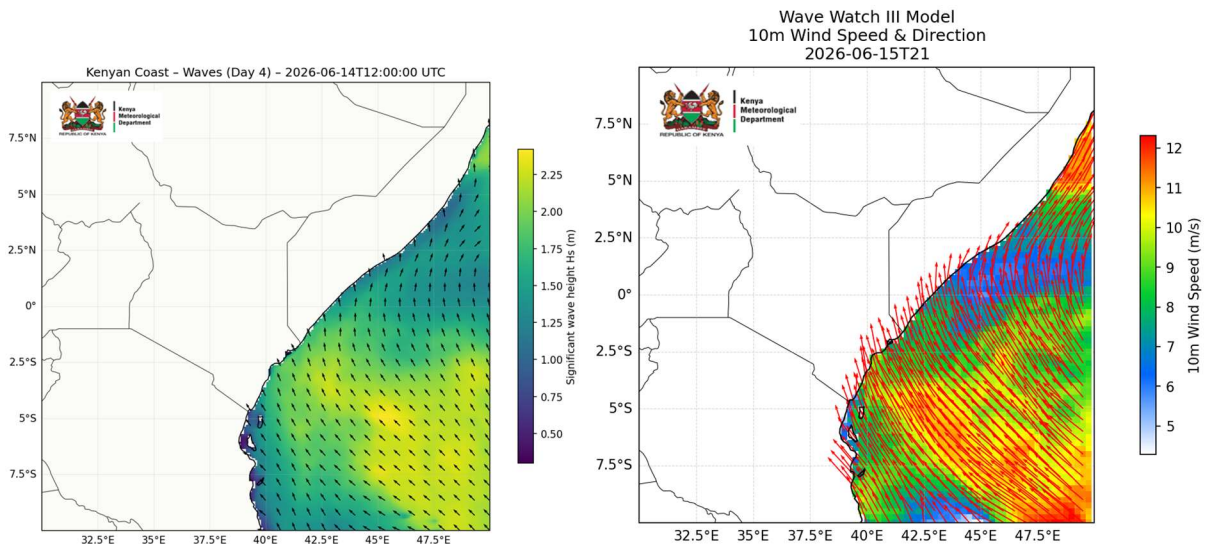 Kenyan Coast – Waves (Day 4) – 2026-06-14T12:00:00 UTC
Kenya
Meteorological
Department
REPUBLIC OF KENYA
7.5°N
5°N
2.5°N
0°
2.5°S
5°S
7.5°S
32.5°E
35°E
37.5°E
40°E
42.5°E
45°E
47.5°E
2.25
2.00
1.75
1.50
1.25
1.00
0.75
0.50
Significant wave height Hs (m)
Wave Watch III Model
10m Wind Speed & Direction
2026-06-15T21
Kenya
Meteorological
Department
REPUBLIC OF KENYA
7.5°N
5°N
2.5°N
0°
2.5°S
5°S
7.5°S
32.5°E
35°E
37.5°E
40°E
42.5°E
45°E
47.5°E
12
11
10
9
8
7
6
5
10m Wind Speed (m/s)